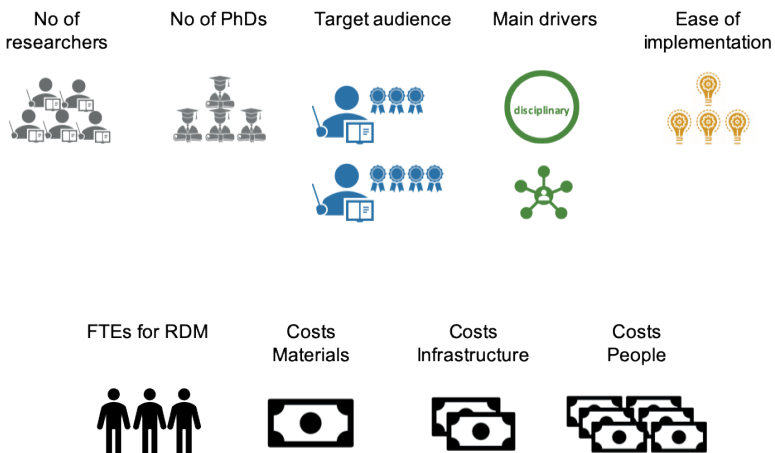 No of
researchers
No of PhDs
Target audience
Main drivers
Ease of
implementation
disciplinary
FTEs for RDM
Costs
Materials
Costs
Infrastructure
Costs
People